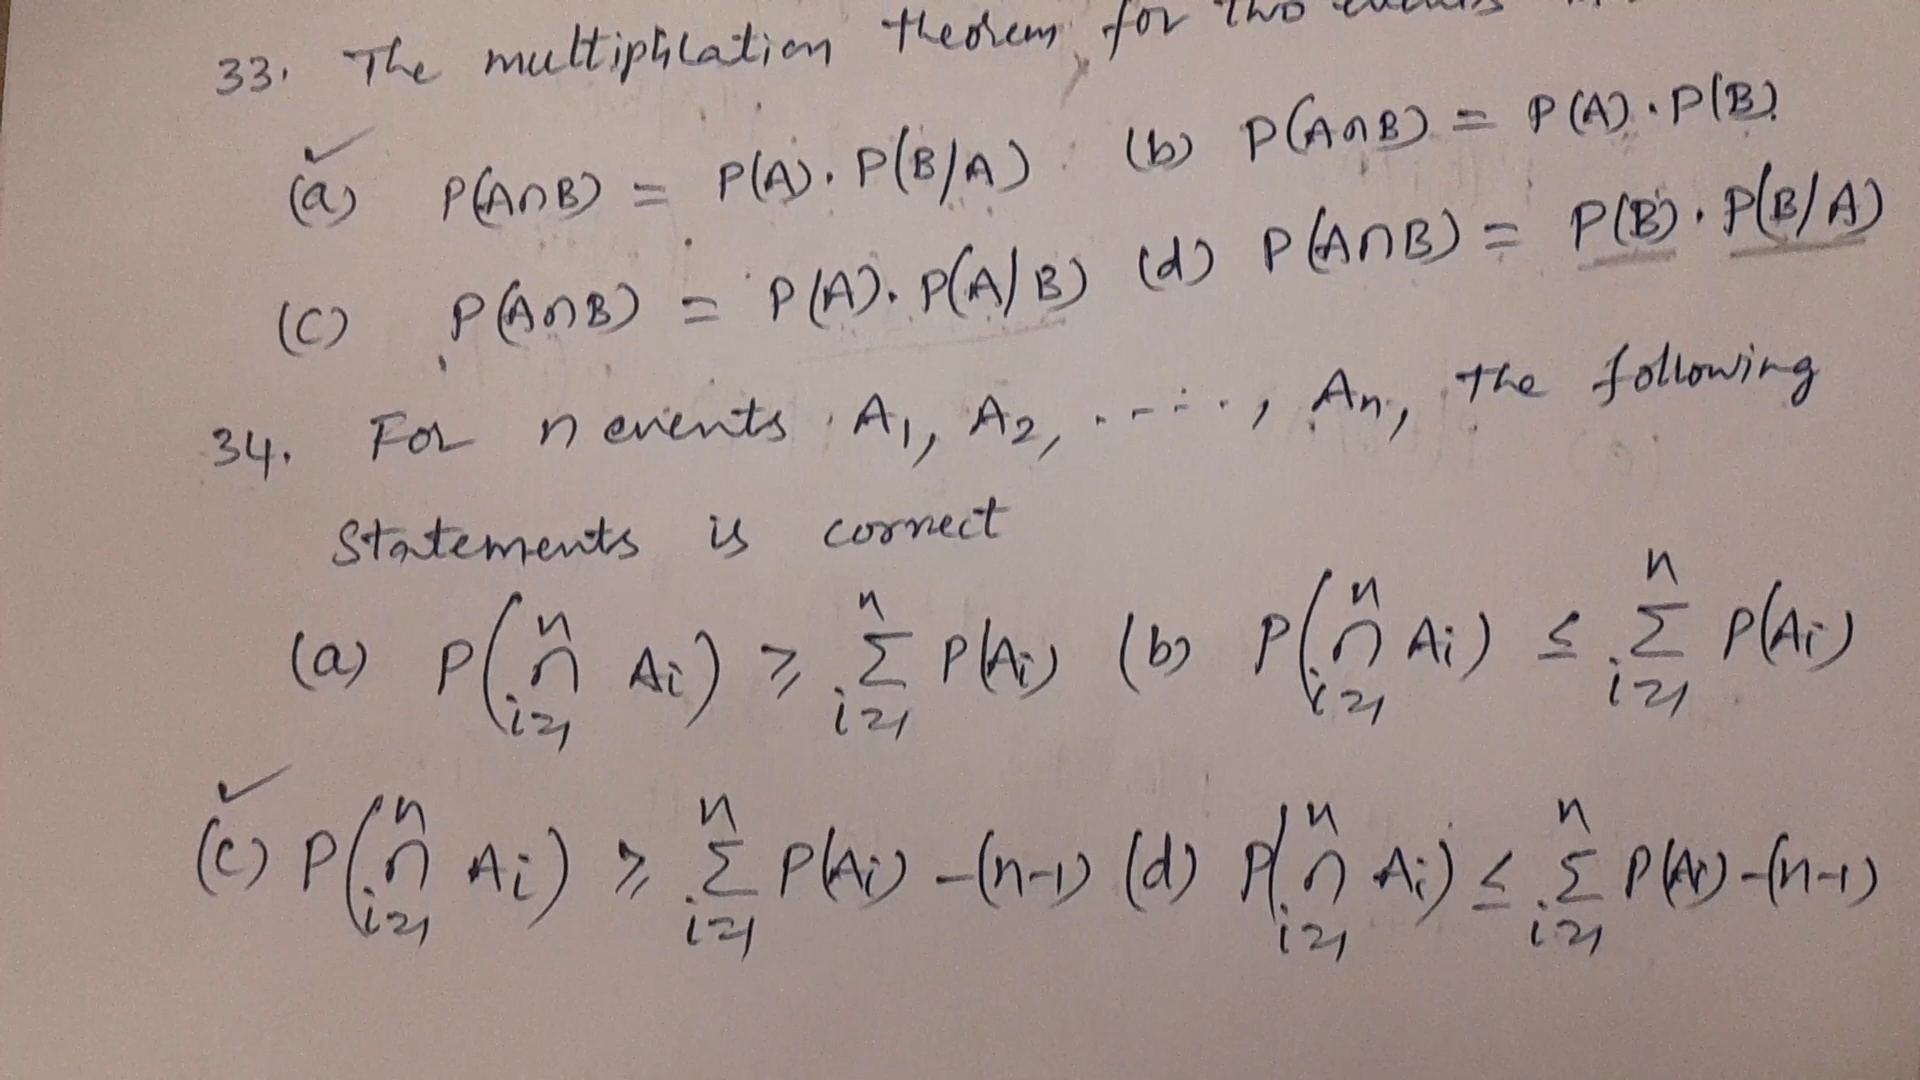 33. The multiplication theorem for two events
(a) P(A∩B) = P(A). P(B/A) (b) P(A∩B) = P(A). P(B)
(c) P(A∩B) = P(A). P(A/B) (d) P(A∩B) = P(B). P(B/A)
34. For n events A₁, A₂, ......, Aₙ, the following
Statements is correct
(a) P(∩ᵢ₌₁ⁿ Aᵢ) ≥ Σᵢ₌₁ⁿ P(Aᵢ) (b) P(∩ᵢ₌₁ⁿ Aᵢ) ≤ Σᵢ₌₁ⁿ P(Aᵢ)
(c) P(∩ᵢ₌₁ⁿ Aᵢ) ≥ Σᵢ₌₁ⁿ P(Aᵢ) -(n-1) (d) P(∩ᵢ₌₁ⁿ Aᵢ) ≤ Σᵢ₌₁ⁿ P(Aᵢ)-(n-1)